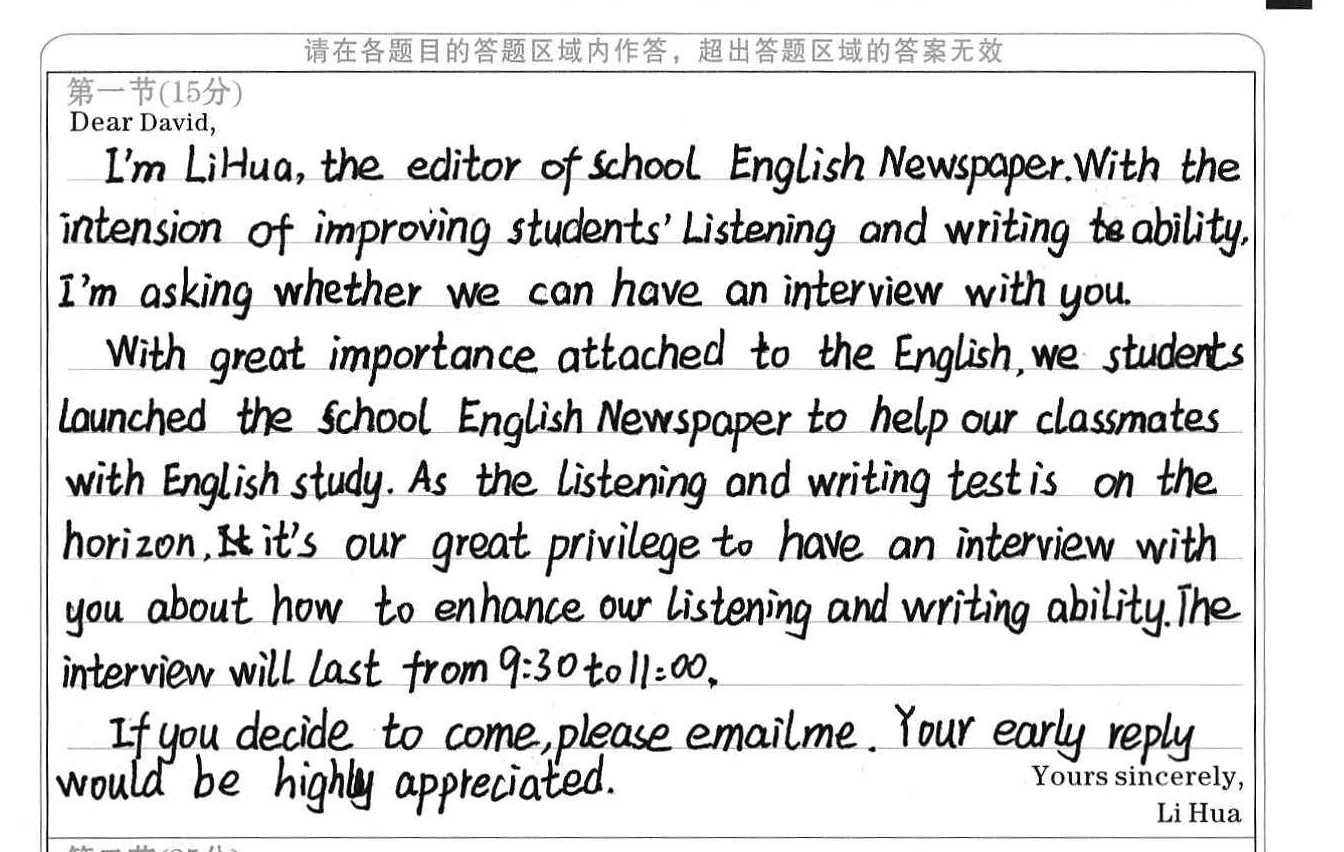 请在各题目的答题区域内作答，超出答题区域的答案无效
第一节(15分)
Dear David,
I'm Li Hua, the editor of school English Newspaper. With the
intension of improving students' listening and writing ability,
I'm asking whether we can have an interview with you.
With great importance attached to the English, we students
launched the school English Newspaper to help our classmates
with English study. As the listening and writing test is on the
horizon, it's our great privilege to have an interview with
you about how to enhance our listening and writing ability. The
interview will last from 9:30 to 11:00.
If you decide to come, please email me. Your early reply
would be highly appreciated.
Yours sincerely,
Li Hua